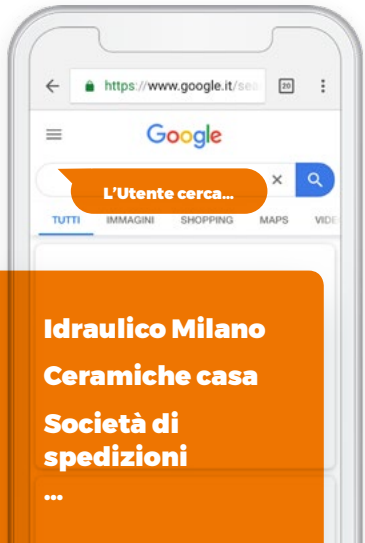 https://www.google.it/sea
20
Google
L'Utente cerca...
TUTTI IMMAGINI SHOPPING MAPS VIDE
Idraulico Milano
Ceramiche casa
Società di
spedizioni
...